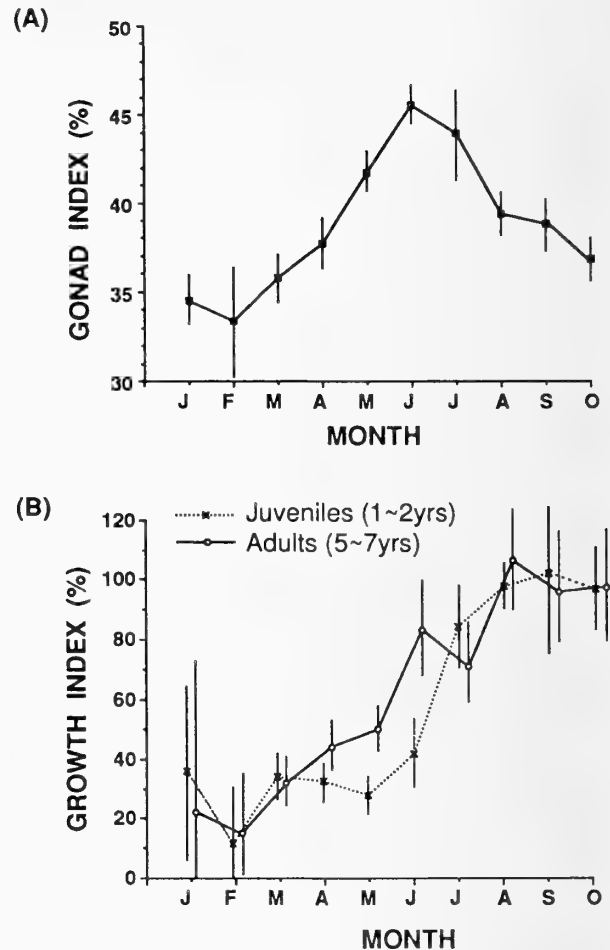 (A)
GONAD INDEX (%)
50
45
40
35
30
J F M A M J J A S O
MONTH
(B)
Juveniles (1~2yrs)
Adults (5~7yrs)
GROWTH INDEX (%)
120
100
80
60
40
20
0
J F M A M J J A S O
MONTH